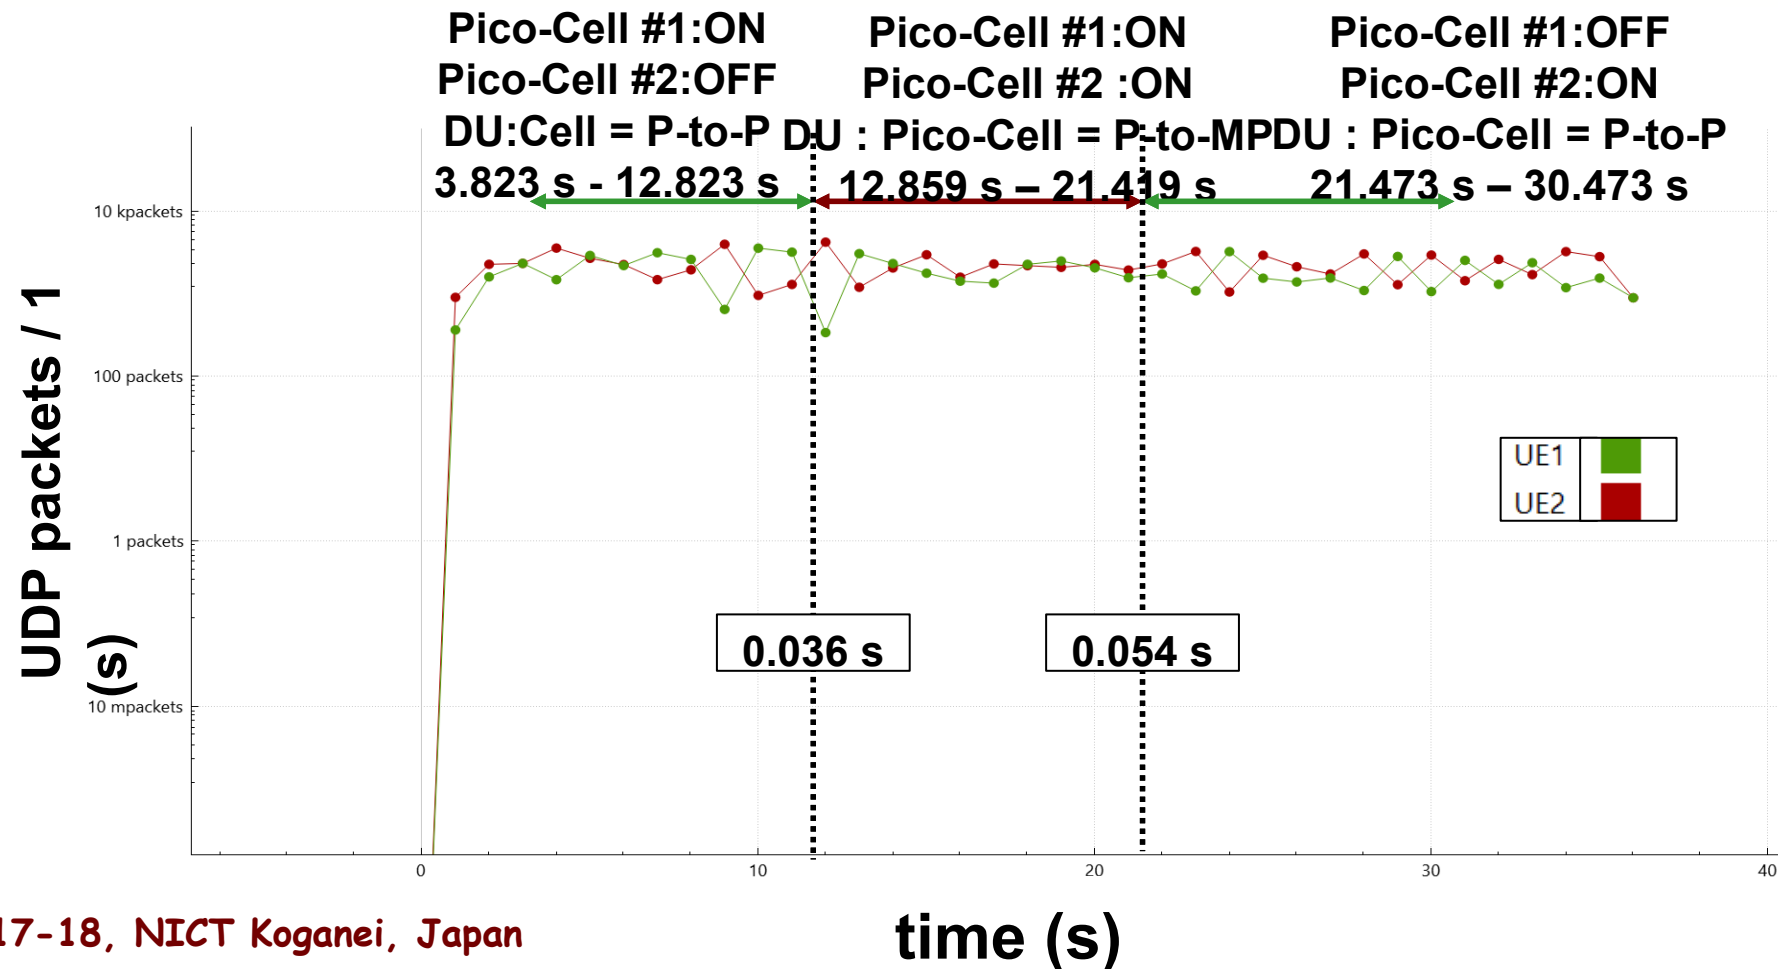 Pico-Cell #1:ON
Pico-Cell #2:OFF
DU:Cell = P-to-P
3.823 s - 12.823 s
Pico-Cell #1:ON
Pico-Cell #2 :ON
DU : Pico-Cell = P-to-MP
12.859 s – 21.419 s
Pico-Cell #1:OFF
Pico-Cell #2:ON
DU : Pico-Cell = P-to-P
21.473 s – 30.473 s
UDP packets / 1
(s)
10 kpackets
100 packets
1 packets
10 mpackets
UE1
UE2
0.036 s
0.054 s
0
10
20
30
40
time (s)
17-18, NICT Koganei, Japan